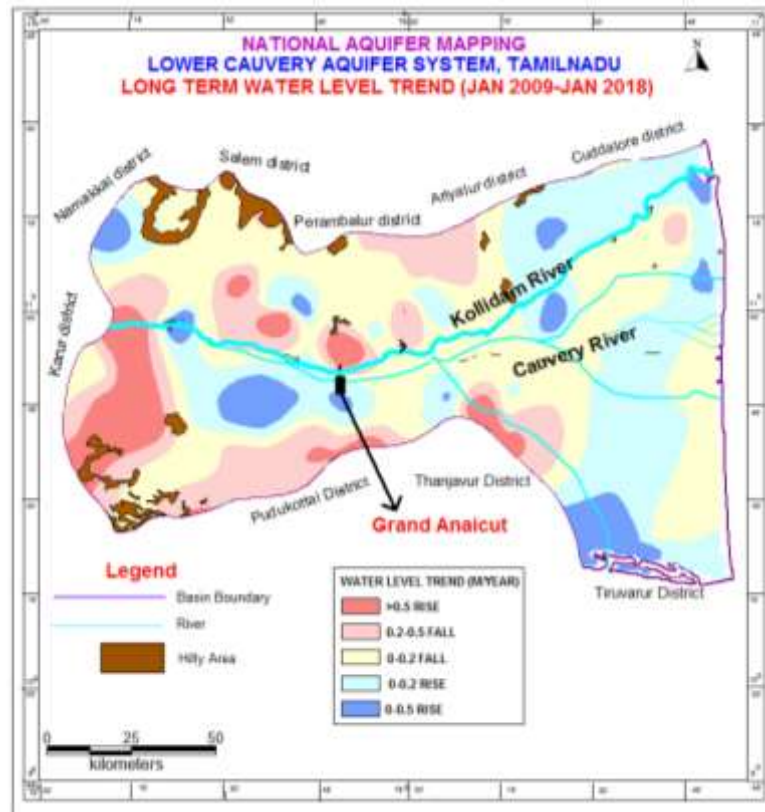 NATIONAL AQUIFER MAPPING
LOWER CAUVERY AQUIFER SYSTEM, TAMILNADU
LONG TERM WATER LEVEL TREND (JAN 2009-JAN 2018)
N
Cuddalore district
Salem district
Namakkal district
Ariyalur district
Perambalur district
Kollidam River
Karur district
Cauvery River
Pudukottai District
Thanjavur District
Grand Anaicut
Tiruvarur District
Legend
Basin Boundary
River
Hilly Area
WATER LEVEL TREND (M/YEAR)
>0.5 RISE
0.2-0.5 FALL
0-0.2 FALL
0-0.2 RISE
0-0.5 RISE
0 25 50
kilometers